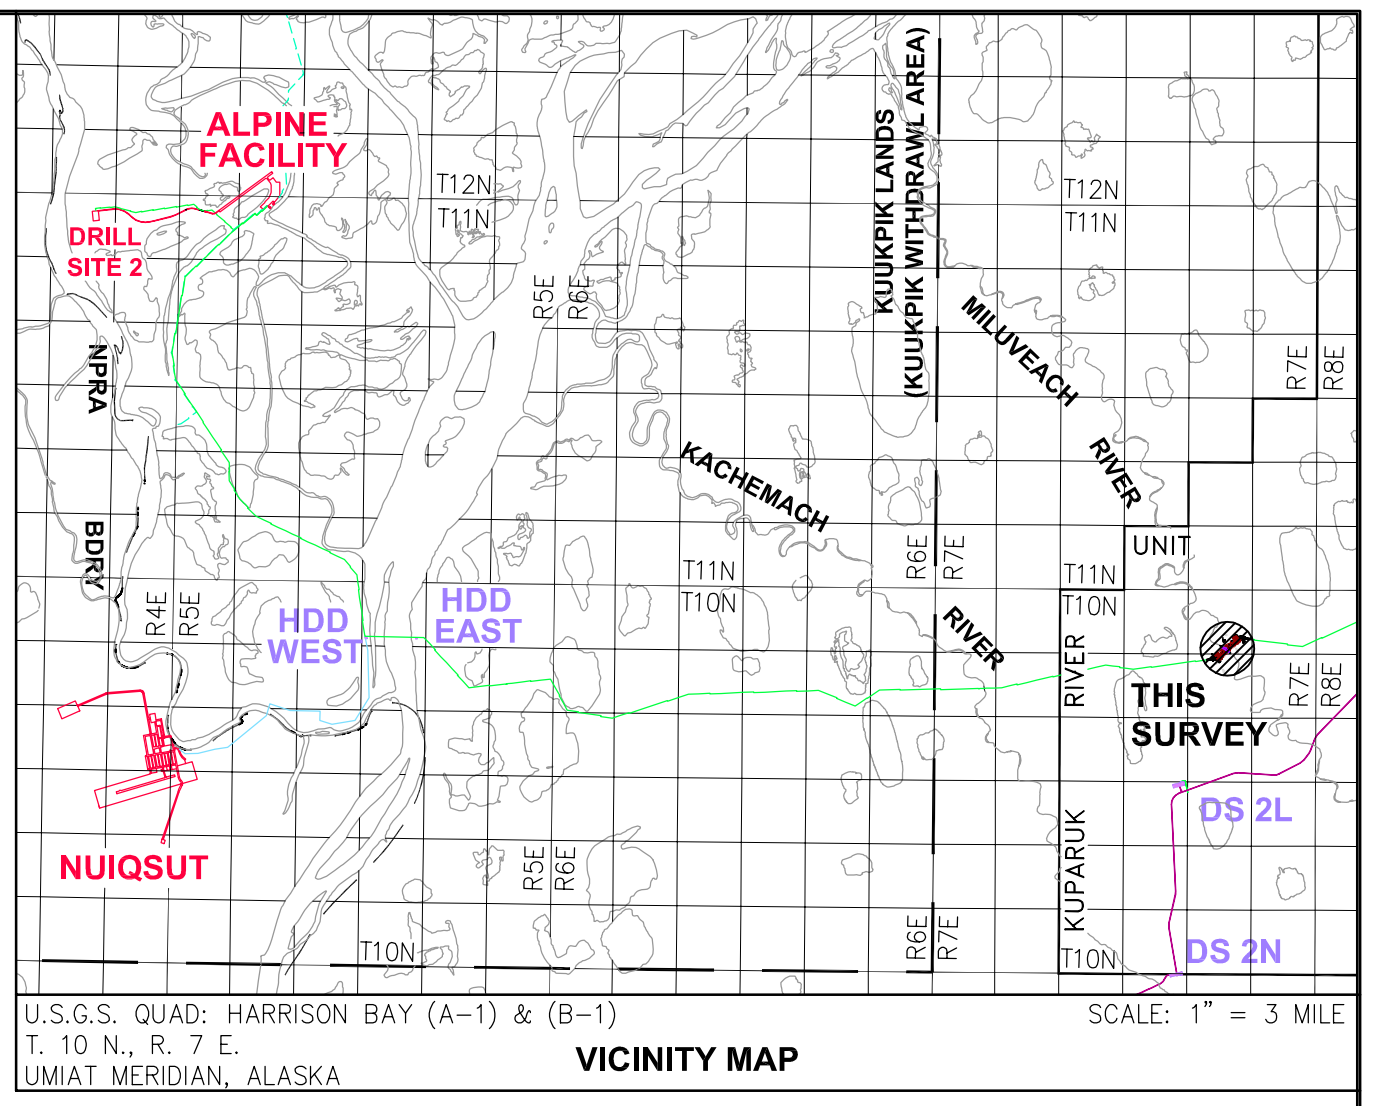 ALPINE
FACILITY
DRILL
SITE 2
T12N
T11N
T12N
T11N
KUUKPIK LANDS
(KUUKPIK WITHDRAWL AREA)
R5E
R6E
MILUVEACH
RIVER
R7E
R8E
NPRA
BDRY
KACHEMACH
RIVER
R6E
R7E
UNIT
T11N
T10N
T11N
T10N
R4E
R5E
HDD
WEST
HDD
EAST
RIVER
KUPARUK
THIS
SURVEY
R7E
R8E
DS 2L
NUIQSUT
R5E
R6E
R6E
R7E
T10N
T10N
DS 2N
U.S.G.S. QUAD: HARRISON BAY (A-1) & (B-1)
SCALE: 1" = 3 MILE
T. 10 N., R. 7 E.
UMIAT MERIDIAN, ALASKA
VICINITY MAP